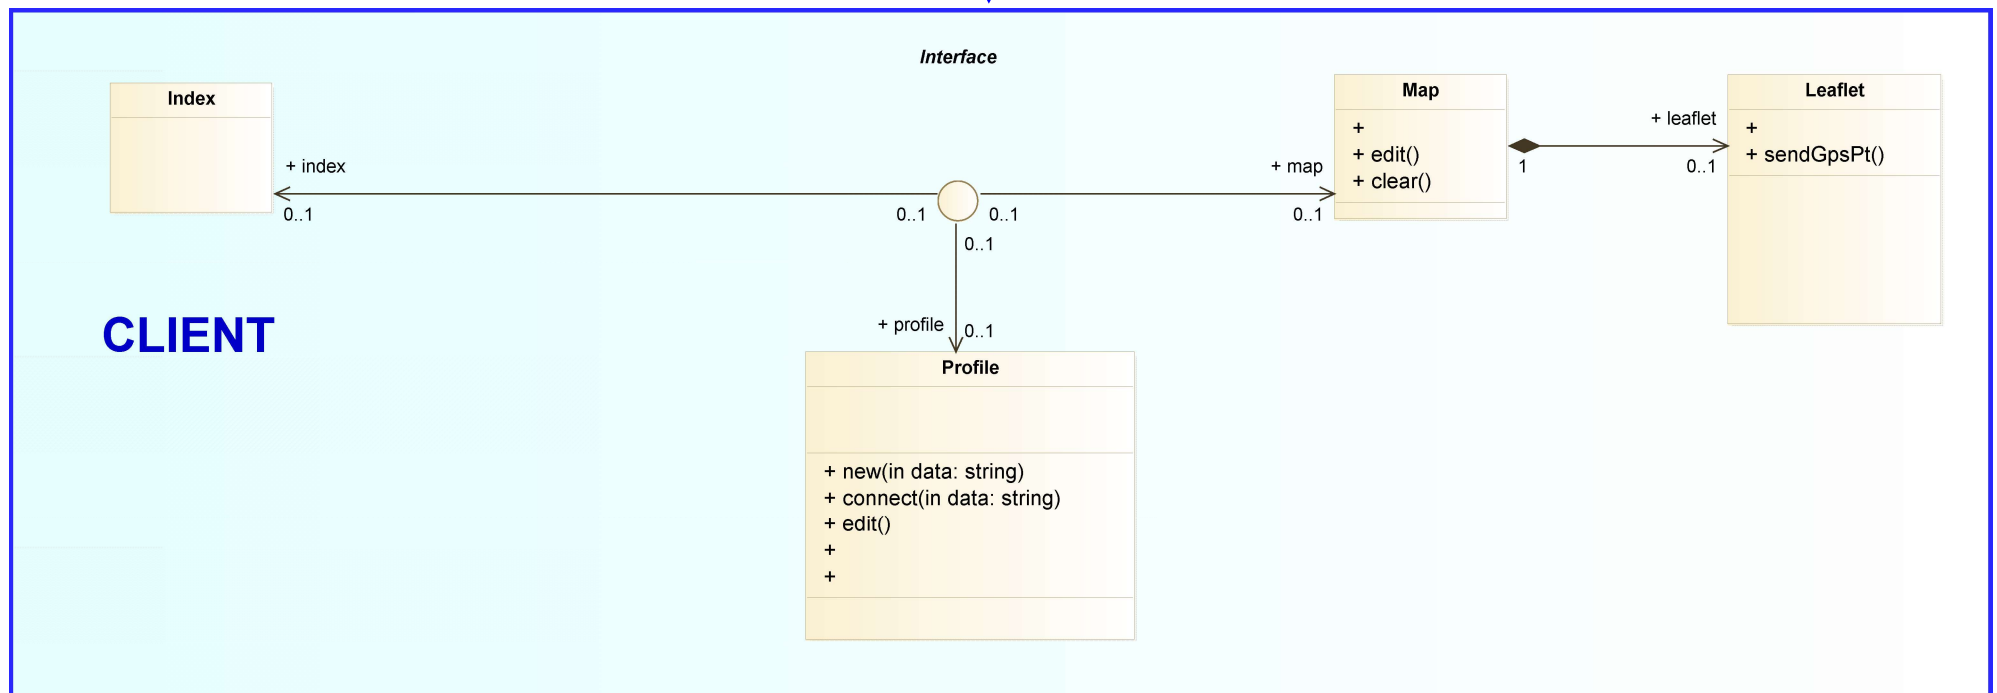 Interface
Index
+ index
0..1
0..1
0..1
0..1
+ map
0..1
Map
+
+ edit()
+ clear()
1
+ leaflet
0..1
Leaflet
+
+ sendGpsPt()
CLIENT
+ profile
0..1
Profile
+ new(in data: string)
+ connect(in data: string)
+ edit()
+
+